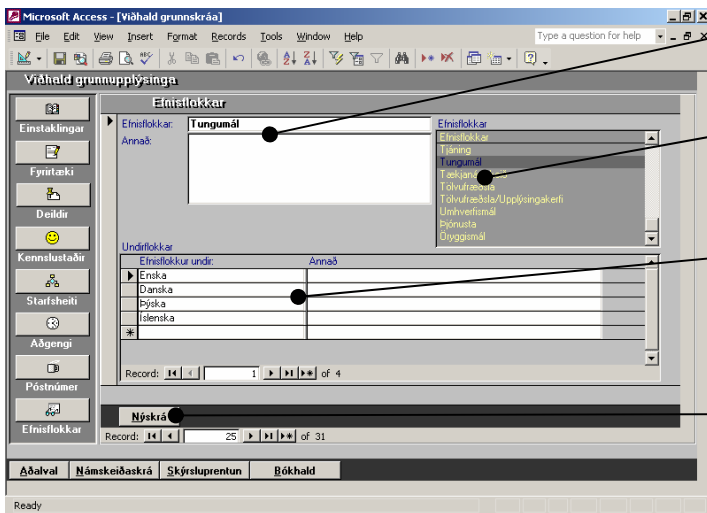 Microsoft Access - [Viðhald grunnskráa]
File Edit View Insert Format Records Tools Window Help
Type a question for help
Viðhald grunnupplýsinga
Einstaklingar
Fyrirtæki
Deildir
Kennslustaðir
Starfsheiti
Aðgengi
Póstnúmer
Efnisflokkar
Efnisflokkar
Efnisflokkar: Tungumál
Annað:
Efnisflokkar
Efnisflokkar
Tjáning
Tungumál
Tölvufræðsla
Tölvufræðsla/Upplýsingakerfi
Umhverfismál
Þjónusta
Öryggismál
Undirflokkar
Efnisflokkur undir: Annað
Enska
Danska
Þýska
Íslenska
Record: 1 of 4
Nýskrá
Record: 25 of 31
Aðalval Námskeiðaskrá Skýrsluprentun Bókhald
Ready